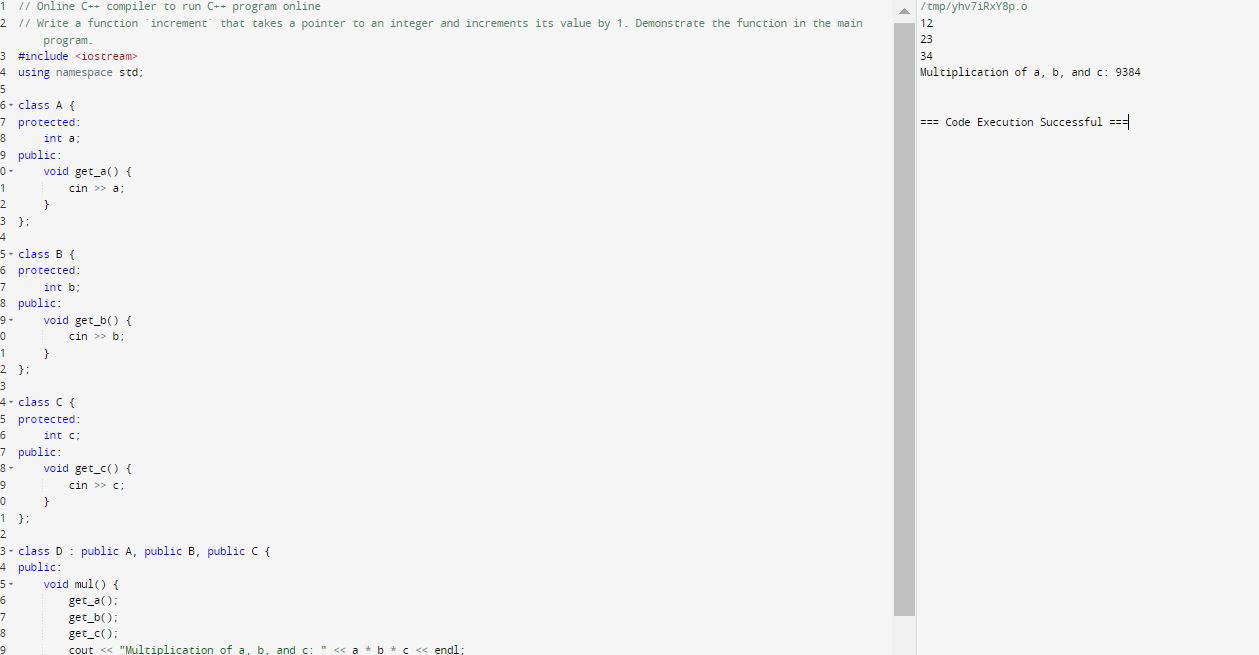 1 // Online C++ compiler to run C++ program online
2 // Write a function `increment` that takes a pointer to an integer and increments its value by 1. Demonstrate the function in the main
program.
3 #include <iostream>
4 using namespace std;
5
6 class A {
7 protected:
8 int a;
9 public:
0 void get_a() {
1 cin >> a;
2 }
3 };
4
5 class B {
6 protected:
7 int b;
8 public:
9 void get_b() {
0 cin >> b;
1 }
2 };
3
4 class C {
5 protected:
6 int c;
7 public:
8 void get_c() {
9 cin >> c;
0 }
1 };
2
3 class D : public A, public B, public C {
4 public:
5 void mul() {
6 get_a();
7 get_b();
8 get_c();
9 cout << "Multiplication of a, b, and c: " << a * b * c << endl;
/tmp/yhv7iRxY8p.o
12
23
34
Multiplication of a, b, and c: 9384
=== Code Execution Successful ===